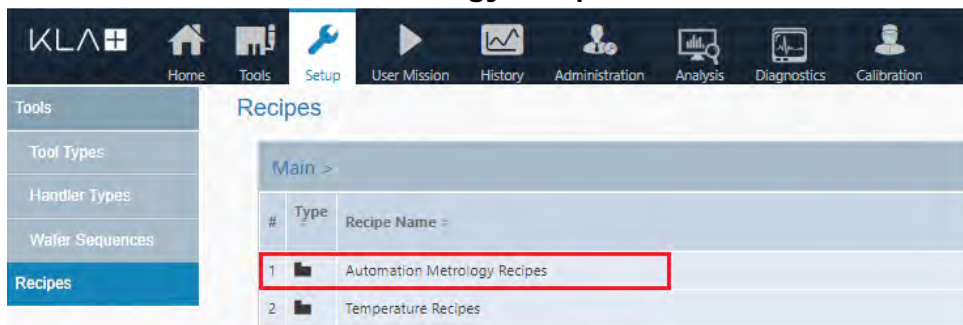 KLA
Home Tools Setup User Mission History Administration Analysis Diagnostics Calibration
Tools
Recipes
Tool Types
Main >
Handler Types
# Type Recipe Name
Wafer Sequences
1 Automation Metrology Recipes
Recipes
2 Temperature Recipes